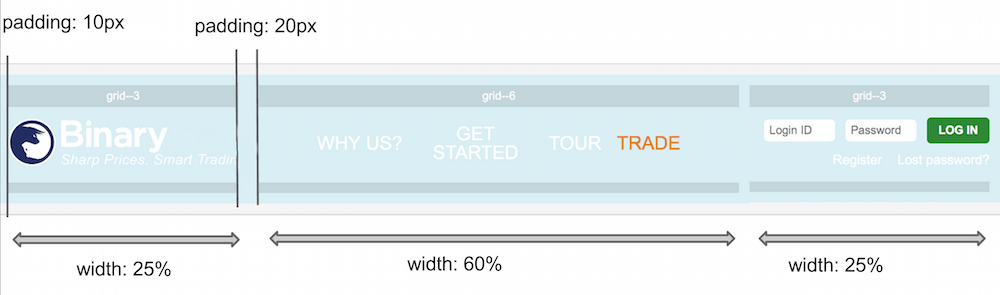 padding: 10px
padding: 20px
grid--3
grid--6
grid--3
Binary
Sharp Prices. Smart Tradin
WHY US?
GET
STARTED
TOUR
TRADE
Login ID
Password
LOG IN
Register
Lost password?
width: 25%
width: 60%
width: 25%